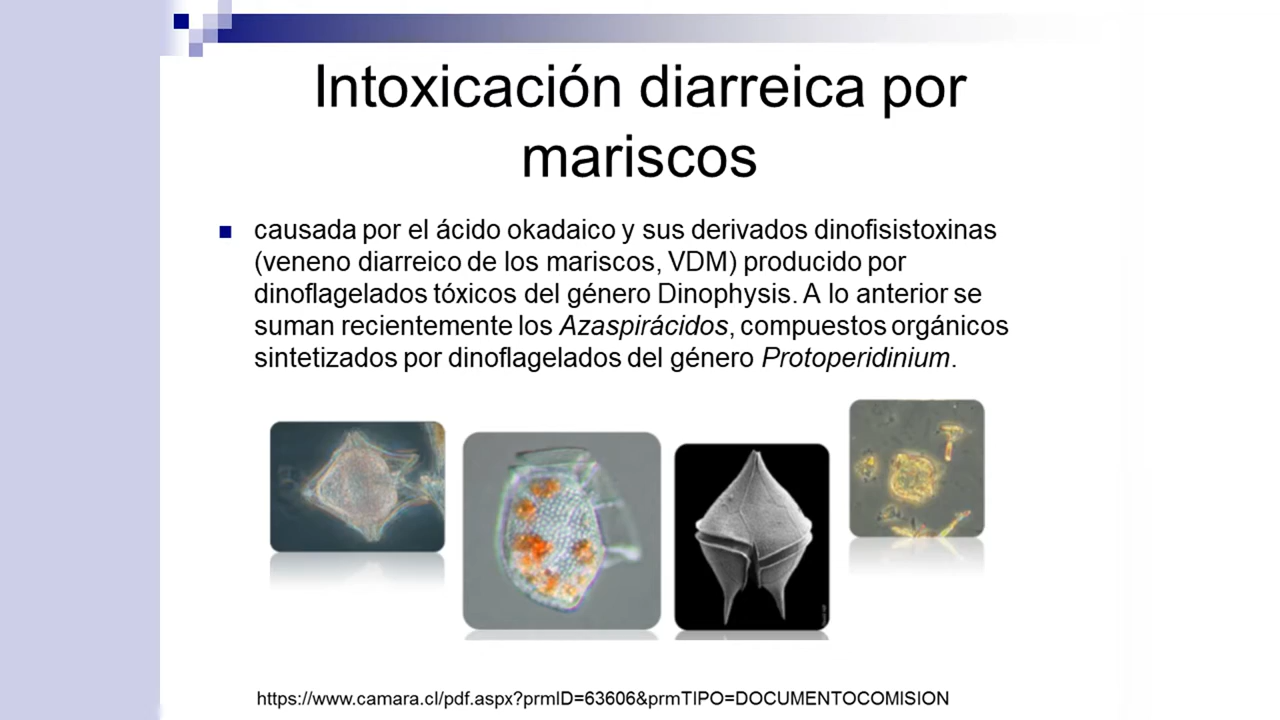 Intoxicación diarreica por
mariscos
causada por el ácido okadaico y sus derivados dinofisistoxinas
(veneno diarreico de los mariscos, VDM) producido por
dinoflagelados tóxicos del género Dinophysis. A lo anterior se
suman recientemente los Azaspirácidos, compuestos orgánicos
sintetizados por dinoflagelados del género Protoperidinium.
https://www.camara.cl/pdf.aspx?prmID=63606&prmTIPO=DOCUMENTOCOMISION